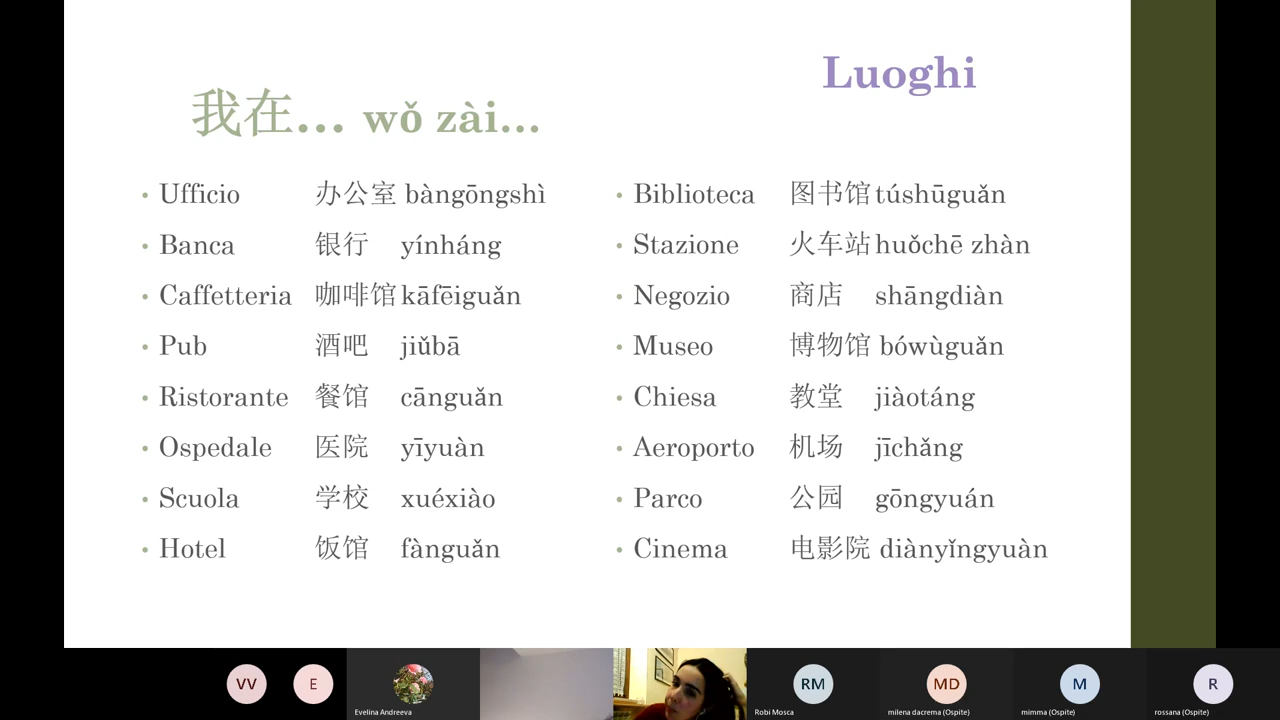 Luoghi
我在... wǒ zài...
Ufficio 办公室 bàngōngshì
Banca 银行 yínháng
Caffetteria 咖啡馆 kāfēiguǎn
Pub 酒吧 jiǔbā
Ristorante 餐馆 cānguǎn
Ospedale 医院 yīyuàn
Scuola 学校 xuéxiào
Hotel 饭馆 fànguǎn
Biblioteca 图书馆 túshūguǎn
Stazione 火车站 huǒchē zhàn
Negozio 商店 shāngdiàn
Museo 博物馆 bówùguǎn
Chiesa 教堂 jiàotáng
Aeroporto 机场 jīchǎng
Parco 公园 gōngyuán
Cinema 电影院 diànyǐngyuàn
VV
E
Evelina Andreeva
RM
Robi Mosca
MD
milena dacrema (Ospite)
M
mimma (Ospite)
R
rossana (Ospite)